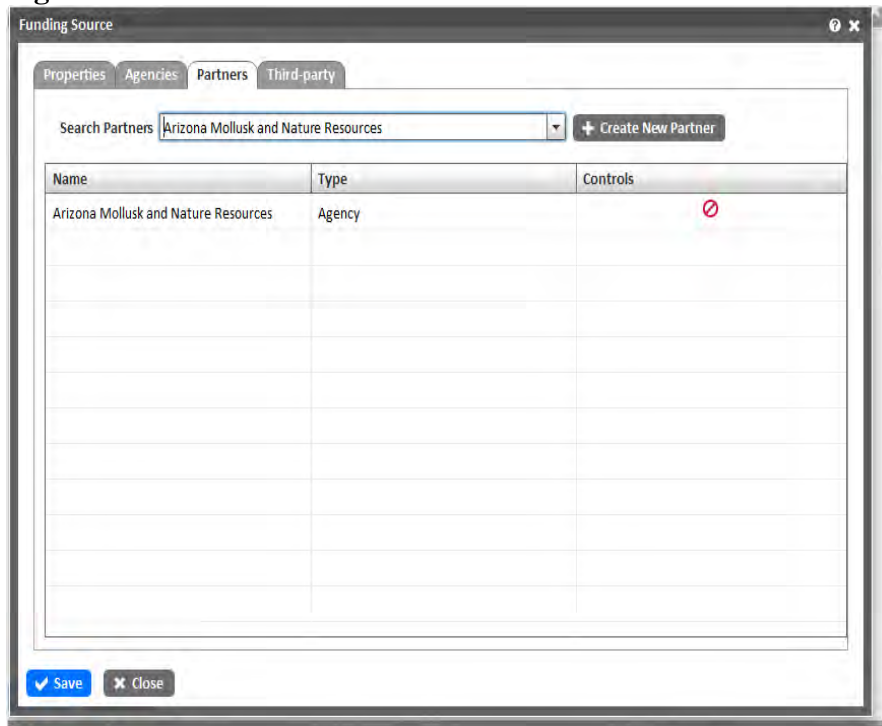 Funding Source
Properties Agencies Partners Third-party
Search Partners Arizona Mollusk and Nature Resources Create New Partner
Name Type Controls
Arizona Mollusk and Nature Resources Agency
Save Close